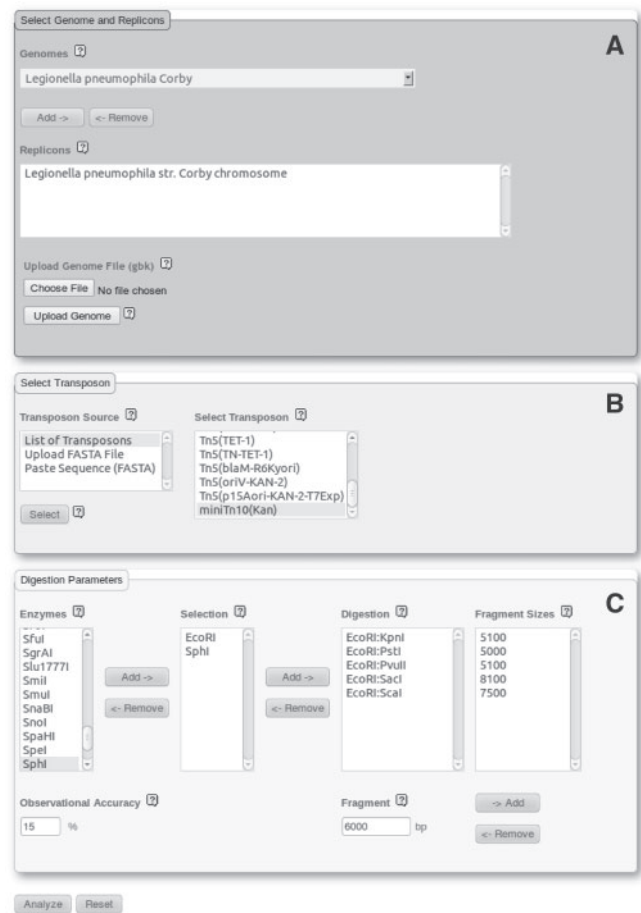 Select Genome and Replicons
A
Genomes ?
Legionella pneumophila Corby
Add -> <- Remove
Replicons ?
Legionella pneumophila str. Corby chromosome
Upload Genome File (gbk) ?
Choose File No file chosen
Upload Genome ?
Select Transposon
B
Transposon Source ? Select Transposon ?
List of Transposons
Upload FASTA File
Paste Sequence (FASTA)
Select ?
Tn5(TET-1)
Tn5(TN-TET-1)
Tn5(blaM-R6Kyori)
Tn5(oriV-KAN-2)
Tn5(p15Aori-KAN-2-T7Exp)
miniTn10(Kan)
Digestion Parameters
C
Enzymes ? Selection ? Digestion ? Fragment Sizes ?
SfuI
SgrAI
Slu1777I
SmiI
SmuI
SnaBI
SnoI
SpaHI
SpeI
SphI
Add ->
<- Remove
EcoRI
SphI
Add ->
<- Remove
EcoRI:KpnI
EcoRI:PstI
EcoRI:PvuII
EcoRI:SacI
EcoRI:ScaI
5100
5000
5100
8100
7500
Observational Accuracy ? Fragment ? -> Add
15 % 6000 bp <- Remove
Analyze Reset